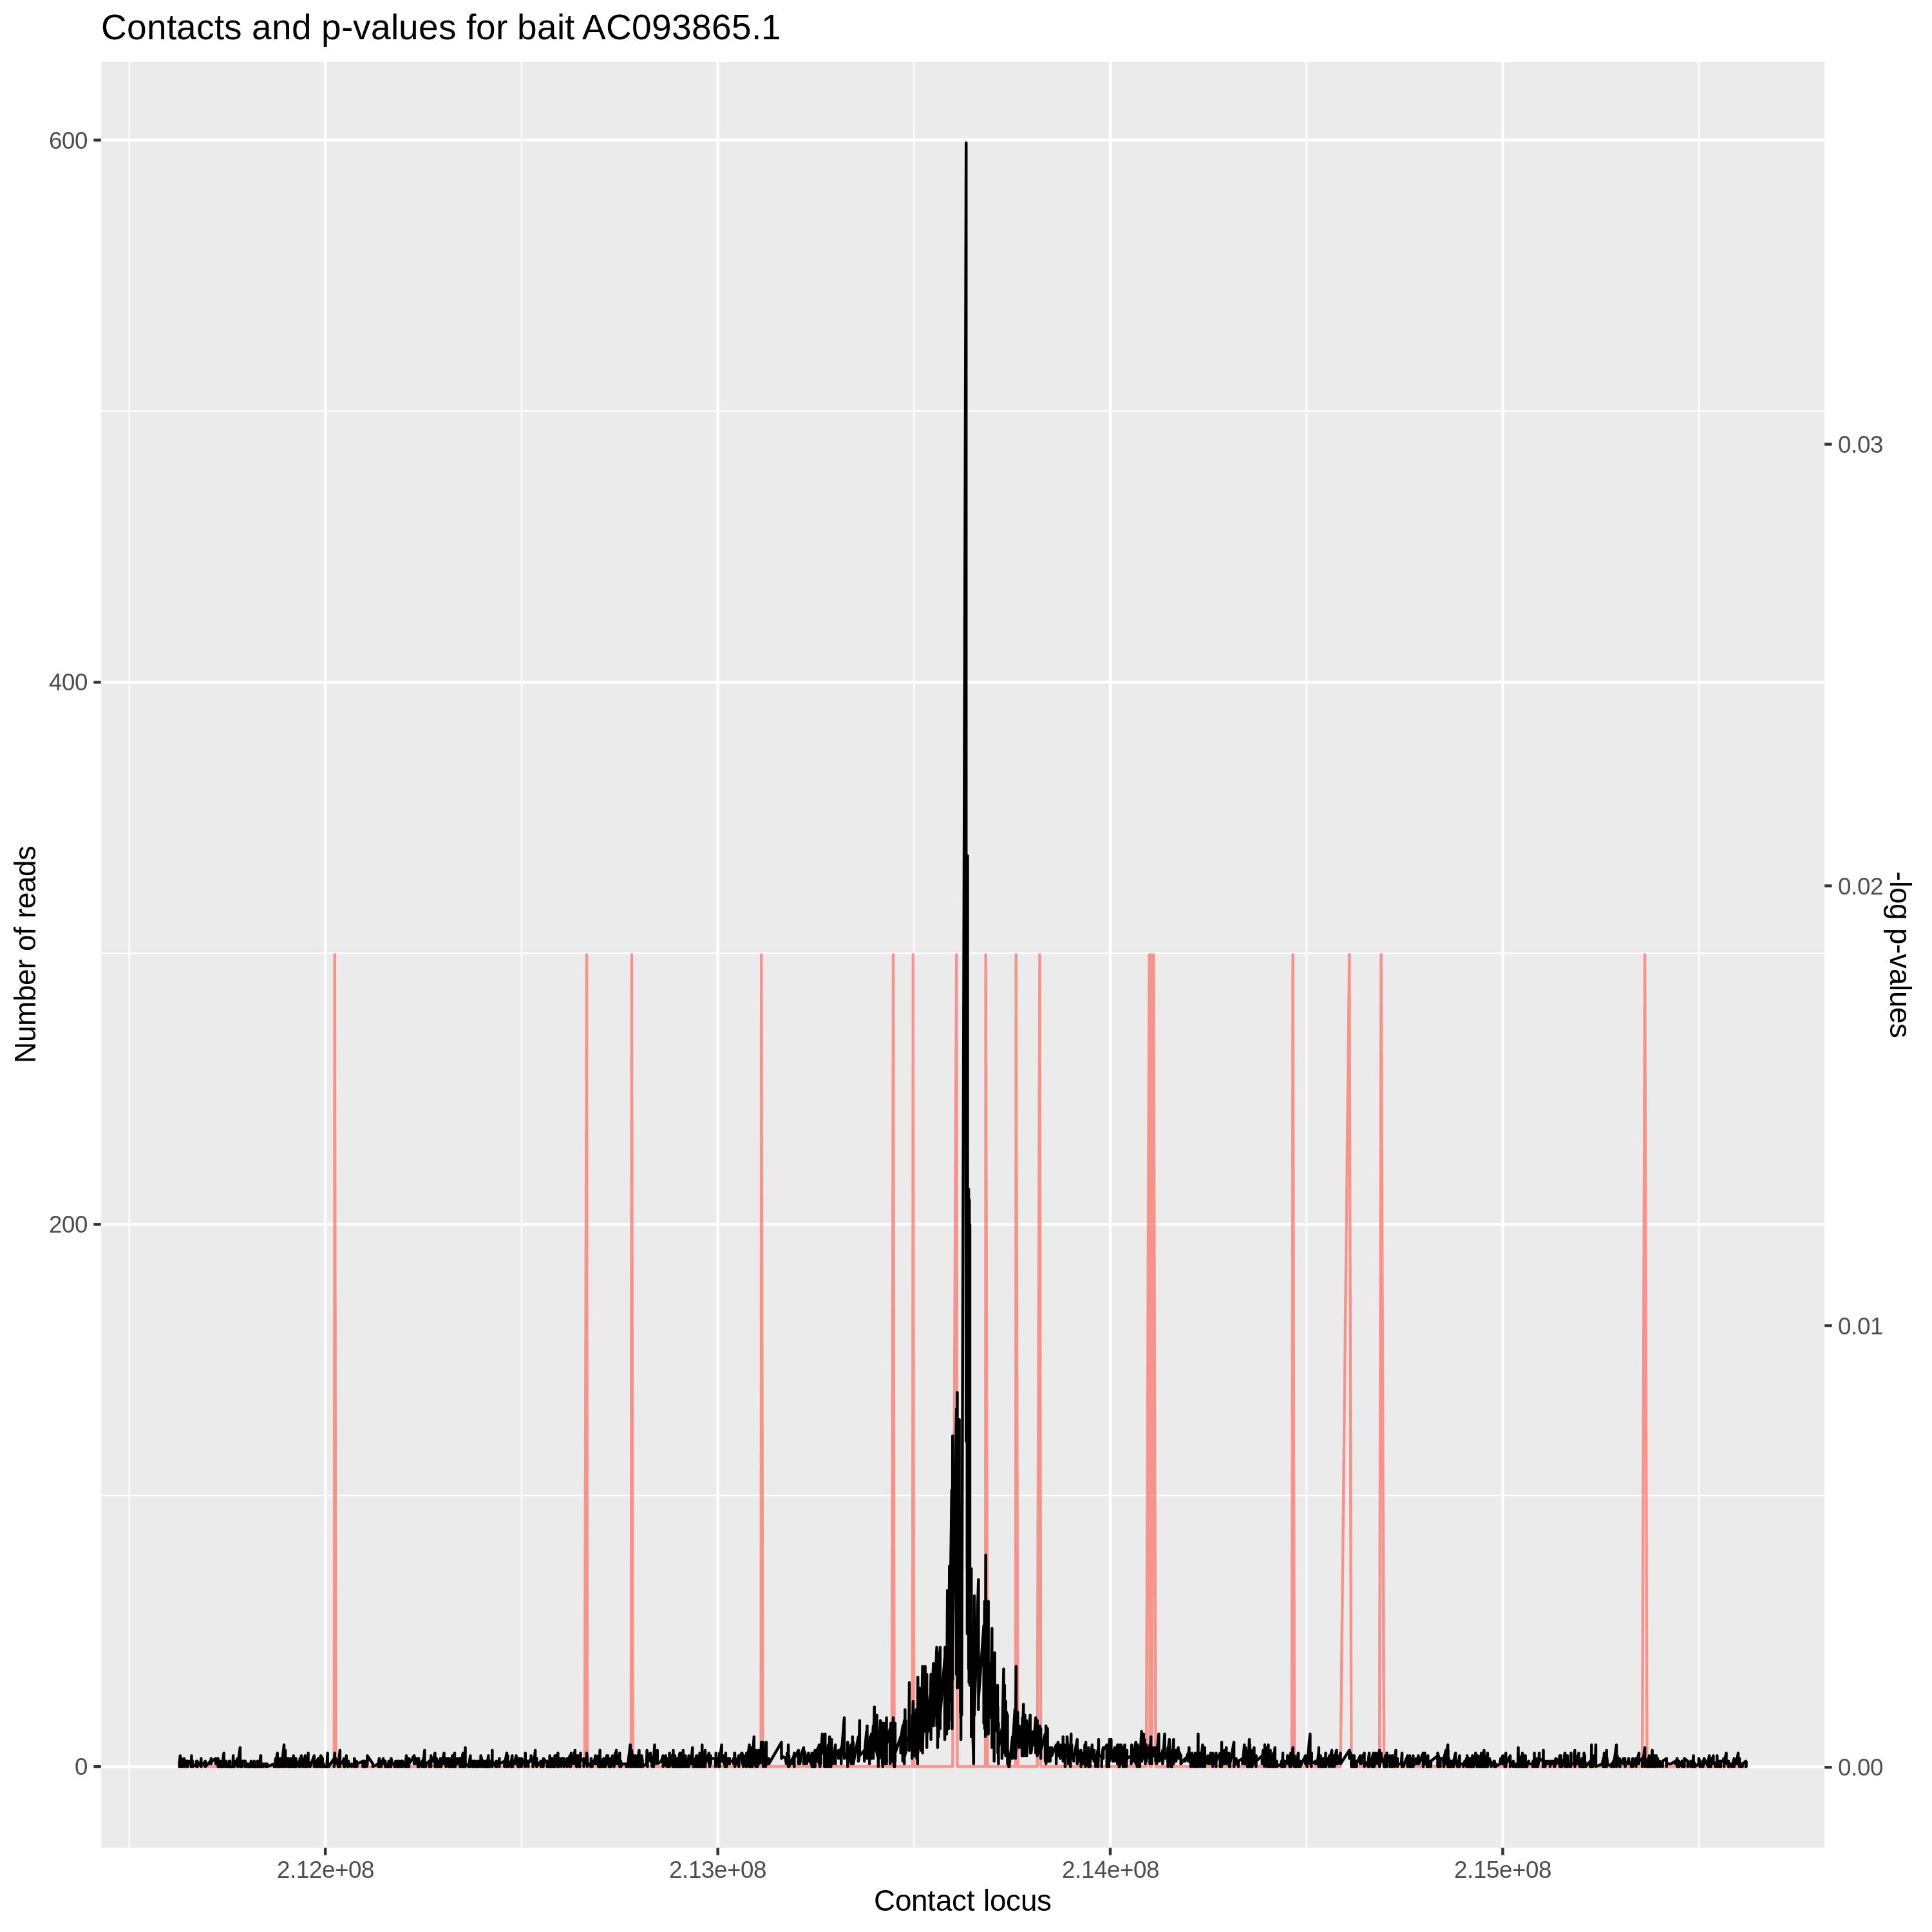 Contacts and p-values for bait AC093865.1
600
400
200
0
Number of reads
0.03
0.02
0.01
0.00
-log p-values
2.12e+08
2.13e+08
2.14e+08
2.15e+08
Contact locus